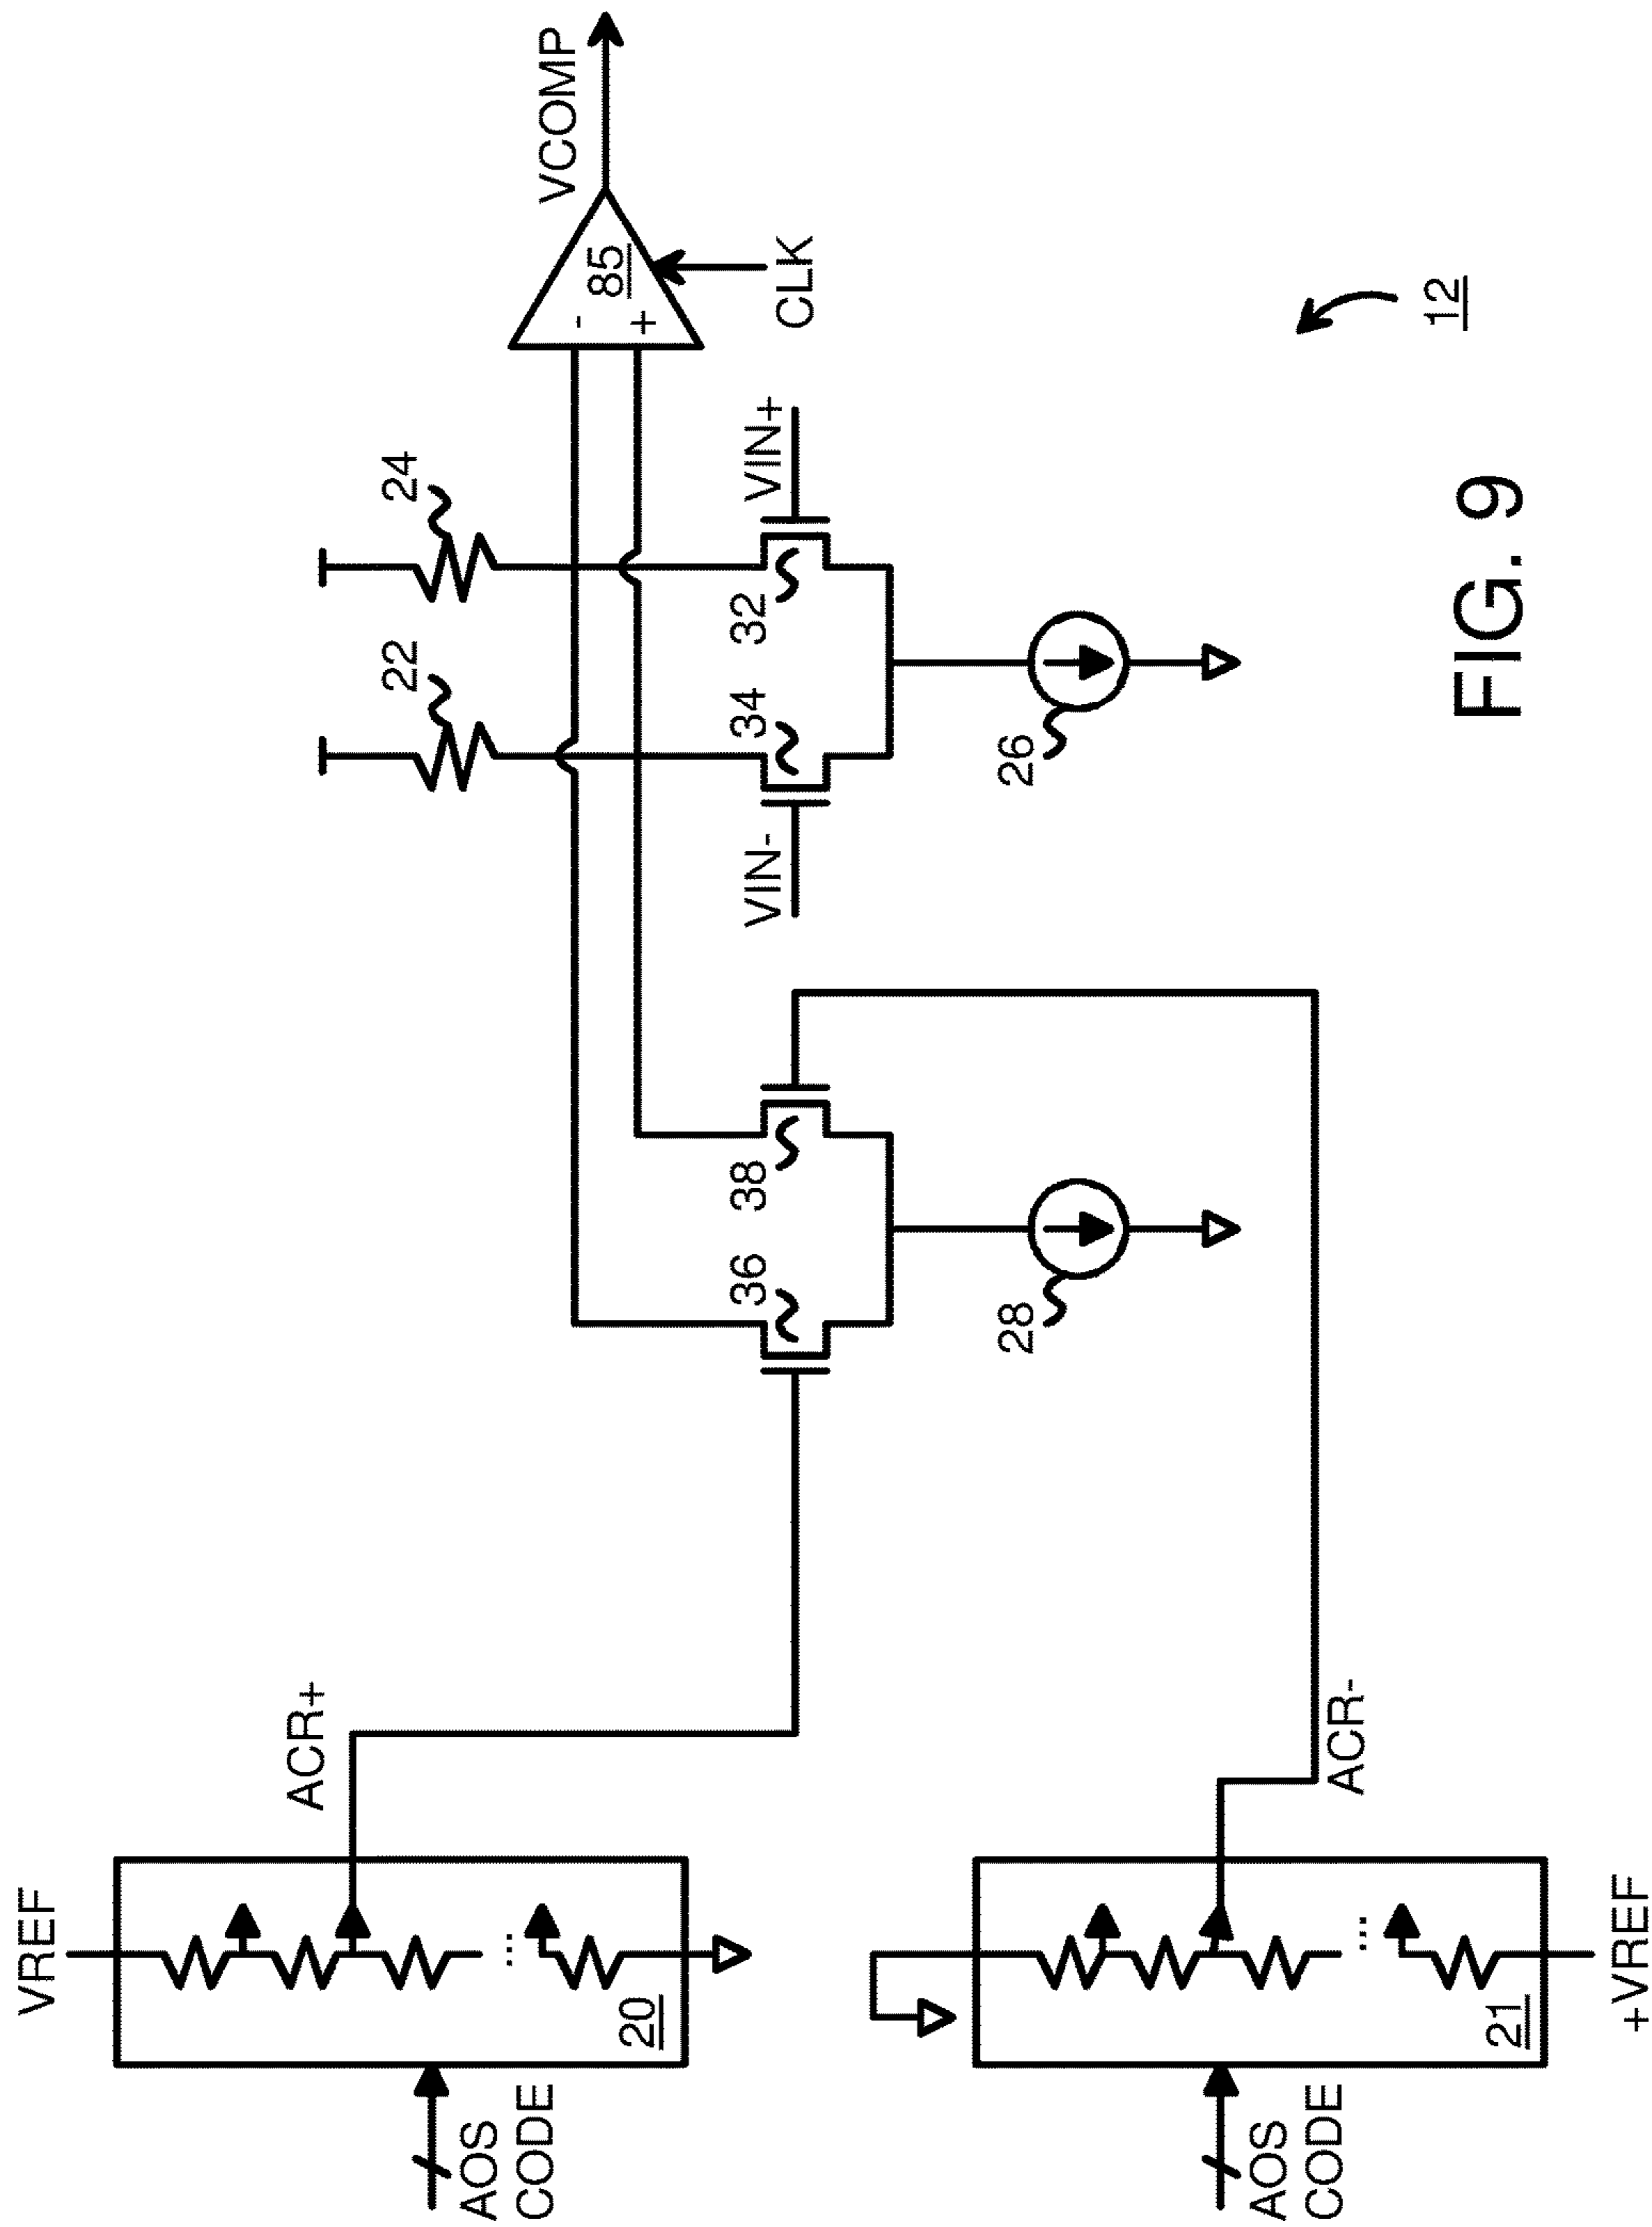 VREF
AOS
CODE
20
ACR+
36
38
28
22
24
VIN-
34
32
VIN+
26
-
+
85
VCOMP
CLK
AOS
CODE
21
+VREF
ACR-
12
FIG. 9
...
...